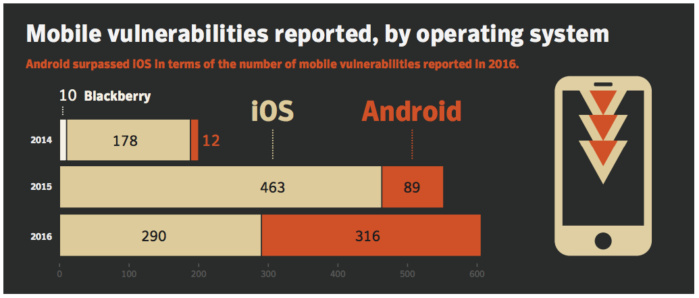 Mobile vulnerabilities reported, by operating system
Android surpassed iOS in terms of the number of mobile vulnerabilities reported in 2016.
10 Blackberry
iOS
Android
2014
178
12
2015
463
89
2016
290
316
0 100 200 300 400 500 600